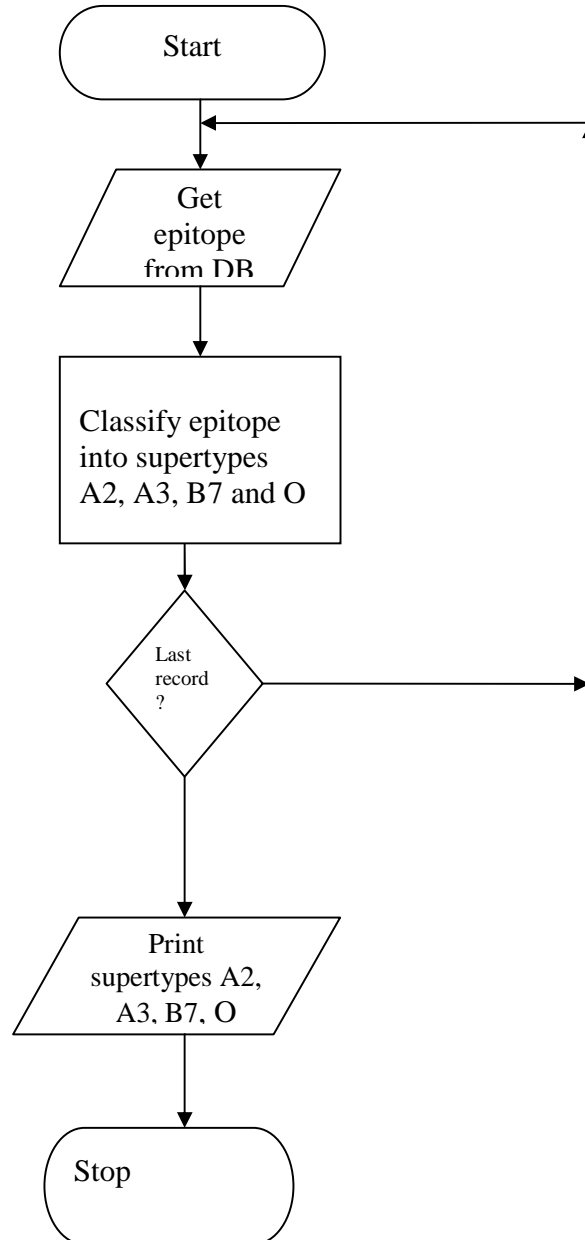 Start
Get
epitope
from DB
Classify epitope
into supertypes
A2, A3, B7 and O
Last
record
?
Print
supertypes A2,
A3, B7, O
Stop